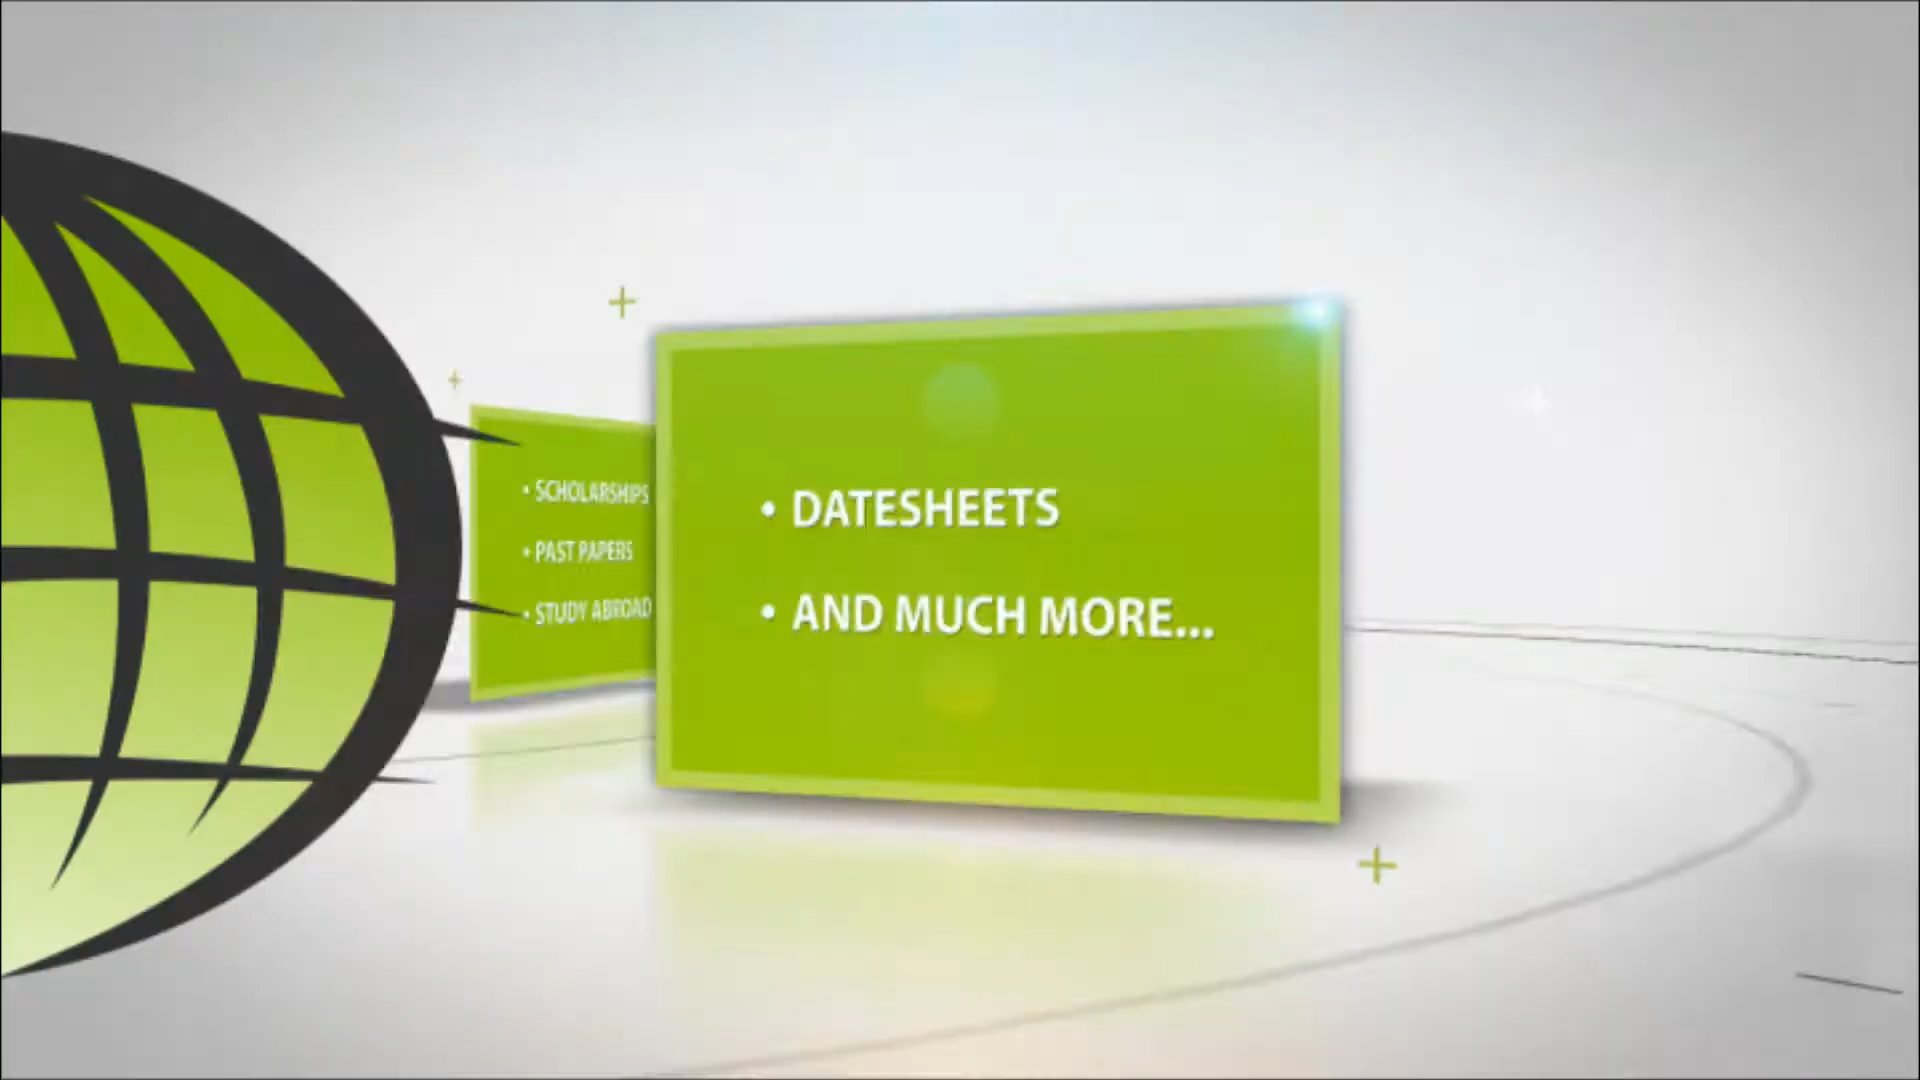 • SCHOLARSHIPS
• PAST PAPERS
• STUDY ABROAD
• DATESHEETS
• AND MUCH MORE...